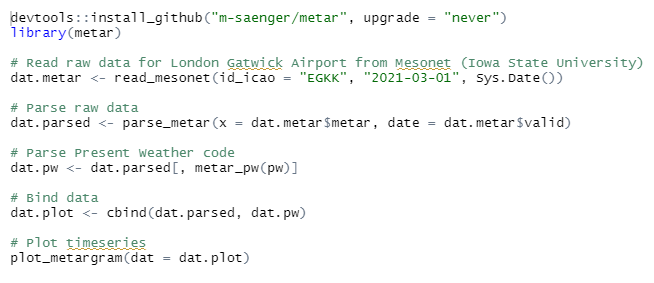 devtools::install_github("m-saenger/metar", upgrade = "never")
library(metar)
# Read raw data for London Gatwick Airport from Mesonet (Iowa State University)
dat.metar <- read_mesonet(id_icao = "EGKK", "2021-03-01", Sys.Date())
# Parse raw data
dat.parsed <- parse_metar(x = dat.metar$metar, date = dat.metar$valid)
# Parse Present Weather code
dat.pw <- dat.parsed[, metar_pw(pw)]
# Bind data
dat.plot <- cbind(dat.parsed, dat.pw)
# Plot timeseries
plot_metargram(dat = dat.plot)